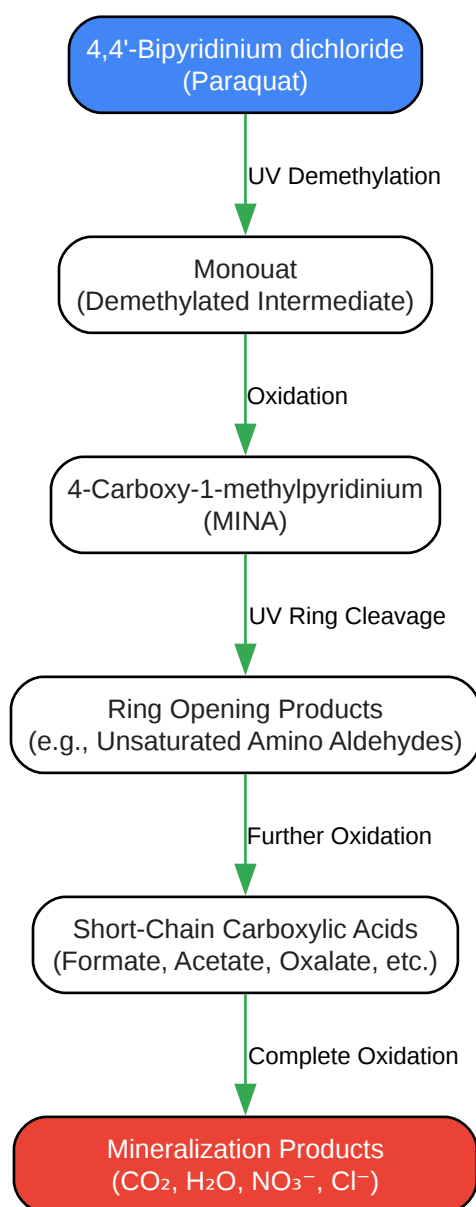 4,4'-Bipyridinium dichloride
(Paraquat)
UV Demethylation
Monouat
(Demethylated Intermediate)
Oxidation
4-Carboxy-1-methylpyridinium
(MINA)
UV Ring Cleavage
Ring Opening Products
(e.g., Unsaturated Amino Aldehydes)
Further Oxidation
Short-Chain Carboxylic Acids
(Formate, Acetate, Oxalate, etc.)
Complete Oxidation
Mineralization Products
(CO₂, H₂O, NO₃⁻, Cl⁻)